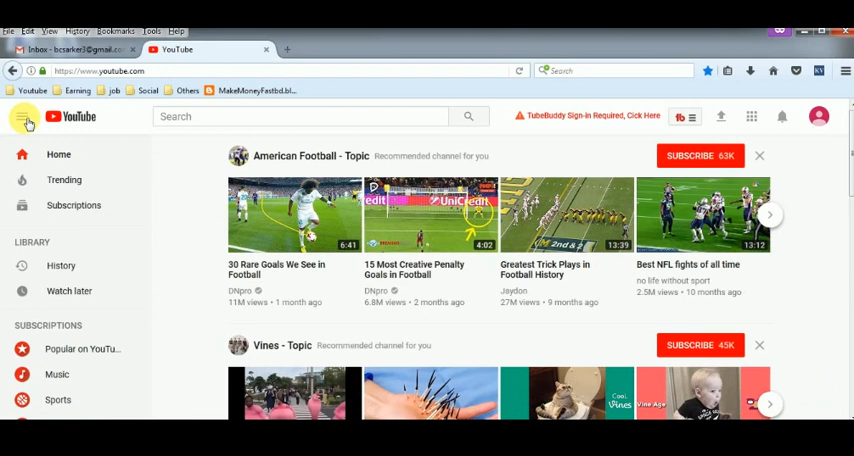 File Edit View History Bookmarks Tools Help
Inbox - bcsarker3@gmail.co
YouTube
https://www.youtube.com
Search
KV
Youtube Earning job Social Others MakeMoneyFastbd.bl...
YouTube
Search
TubeBuddy Sign-in Required, Click Here
tb
Home
Trending
Subscriptions
LIBRARY
History
Watch later
SUBSCRIPTIONS
Popular on YouTu...
Music
Sports
American Football - Topic Recommended channel for you
SUBSCRIBE 63K
6:41
UniCredit
4:02
2nd & 2
13:39
13:12
30 Rare Goals We See in
Football
DNpro
11M views • 1 month ago
15 Most Creative Penalty
Goals in Football
DNpro
6.8M views • 2 months ago
Greatest Trick Plays in
Football History
Jaydon
27M views • 9 months ago
Best NFL fights of all time
no life without sport
2.5M views • 10 months ago
Vines - Topic Recommended channel for you
SUBSCRIBE 45K
Cool
Vines
Vine Age